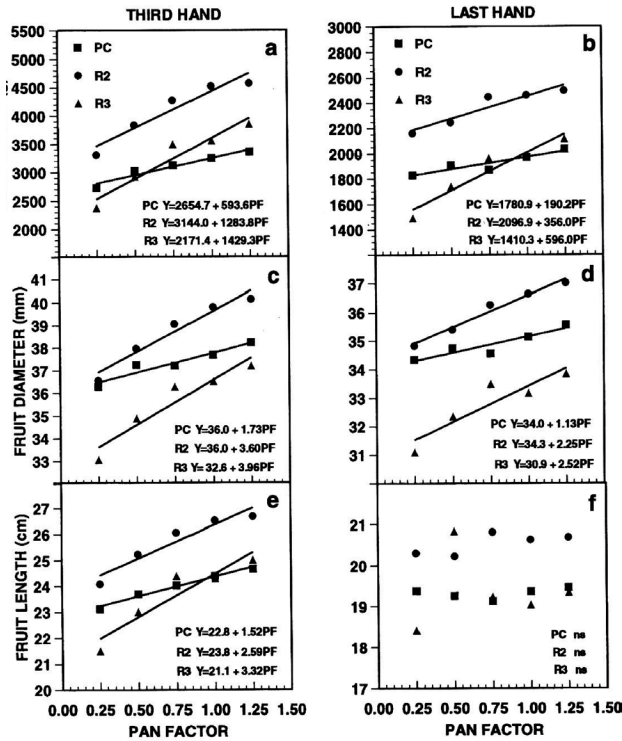 THIRD HAND
LAST HAND
5500
5000
4500
4000
3500
3000
2500
2000
a
PC
R2
R3
PC Y=2654.7 + 593.6PF
R2 Y=3144.0 + 1283.8PF
R3 Y=2171.4 + 1429.3PF
3000
2800
2600
2400
2200
2000
1800
1600
1400
b
PC
R2
R3
PC Y=1780.9 + 190.2PF
R2 Y=2096.9 + 356.0PF
R3 Y=1410.3 + 596.0PF
FRUIT DIAMETER (mm)
41
40
39
38
37
36
35
34
33
c
PC Y=36.0 + 1.73PF
R2 Y=36.0 + 3.60PF
R3 Y=32.6 + 3.96PF
37
36
35
34
33
32
31
d
PC Y=34.0 + 1.13PF
R2 Y=34.3 + 2.25PF
R3 Y=30.9 + 2.52PF
FRUIT LENGTH (cm)
27
26
25
24
23
22
21
20
e
PC Y=22.8 + 1.52PF
R2 Y=23.8 + 2.59PF
R3 Y=21.1 + 3.32PF
0.00 0.25 0.50 0.75 1.00 1.25 1.50
PAN FACTOR
21
20
19
18
17
f
PC ns
R2 ns
R3 ns
0.00 0.25 0.50 0.75 1.00 1.25 1.50
PAN FACTOR